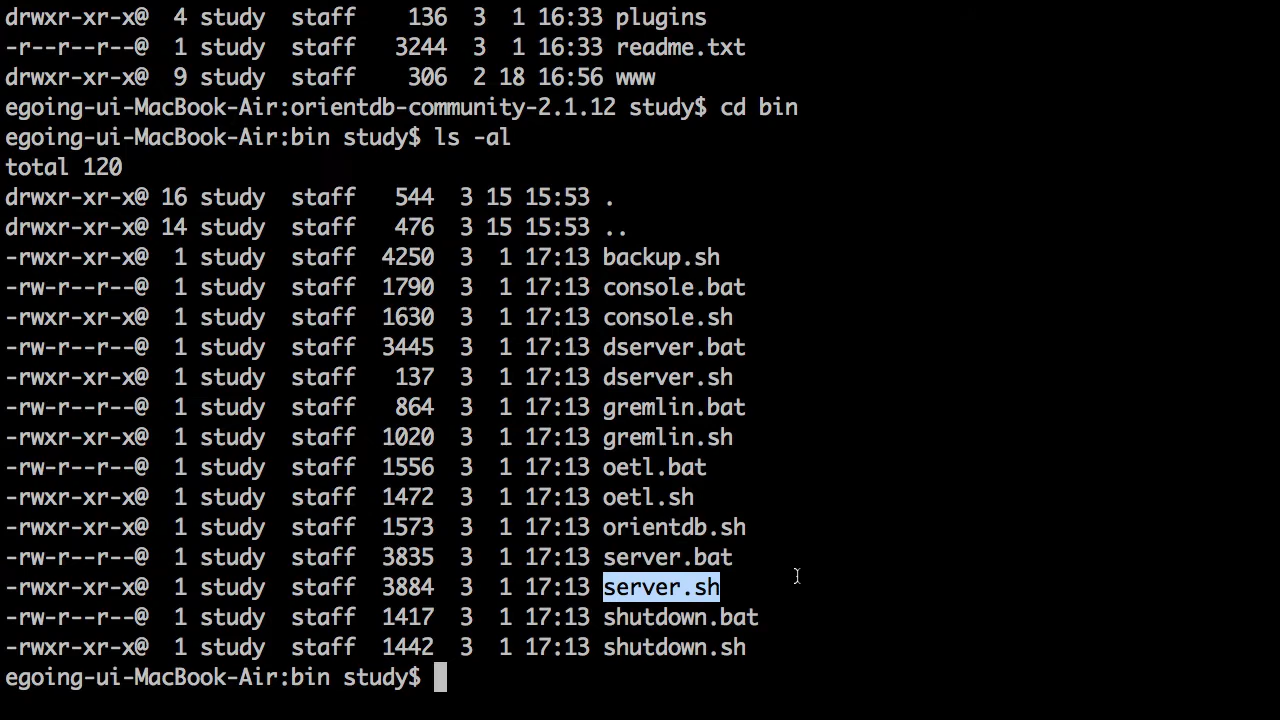 drwxr-xr-x@  4 study  staff   136  3  1 16:33 plugins
-r--r--r--@  1 study  staff  3244  3  1 16:33 readme.txt
drwxr-xr-x@  9 study  staff   306  2 18 16:56 www
egoing-ui-MacBook-Air:orientdb-community-2.1.12 study$ cd bin
egoing-ui-MacBook-Air:bin study$ ls -al
total 120
drwxr-xr-x@ 16 study  staff   544  3 15 15:53 .
drwxr-xr-x@ 14 study  staff   476  3 15 15:53 ..
-rwxr-xr-x@  1 study  staff  4250  3  1 17:13 backup.sh
-rw-r--r--@  1 study  staff  1790  3  1 17:13 console.bat
-rwxr-xr-x@  1 study  staff  1630  3  1 17:13 console.sh
-rw-r--r--@  1 study  staff  3445  3  1 17:13 dserver.bat
-rwxr-xr-x@  1 study  staff   137  3  1 17:13 dserver.sh
-rw-r--r--@  1 study  staff   864  3  1 17:13 gremlin.bat
-rwxr-xr-x@  1 study  staff  1020  3  1 17:13 gremlin.sh
-rw-r--r--@  1 study  staff  1556  3  1 17:13 oetl.bat
-rwxr-xr-x@  1 study  staff  1472  3  1 17:13 oetl.sh
-rwxr-xr-x@  1 study  staff  1573  3  1 17:13 orientdb.sh
-rw-r--r--@  1 study  staff  3835  3  1 17:13 server.bat
-rwxr-xr-x@  1 study  staff  3884  3  1 17:13 server.sh
-rw-r--r--@  1 study  staff  1417  3  1 17:13 shutdown.bat
-rwxr-xr-x@  1 study  staff  1442  3  1 17:13 shutdown.sh
egoing-ui-MacBook-Air:bin study$